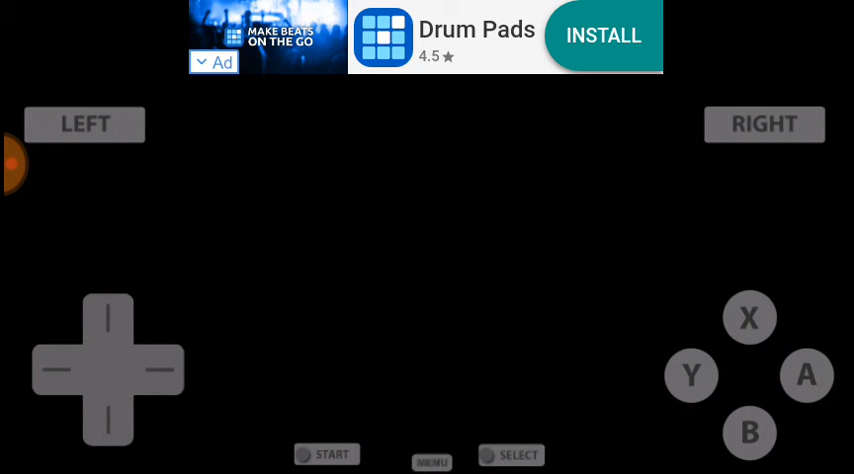 MAKE BEATS
ON THE GO
Ad
Drum Pads
4.5★
INSTALL
LEFT
RIGHT
X
Y
A
B
START
MENU
SELECT